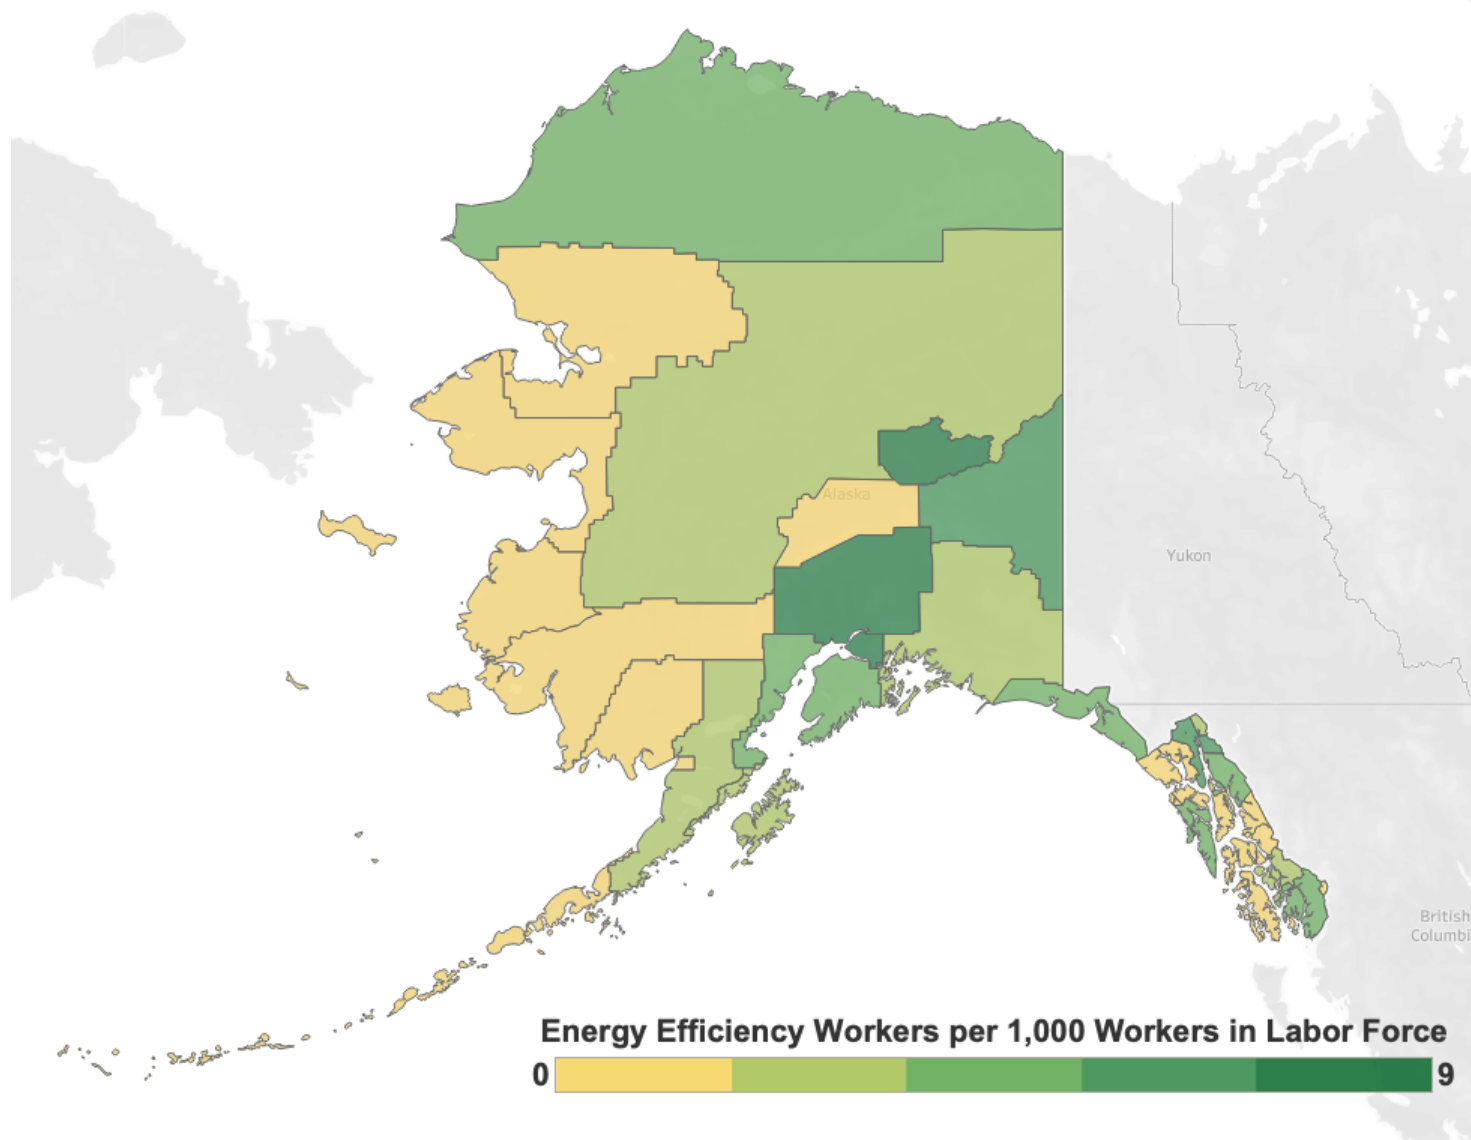 Alaska
Yukon
British
Columbi
Energy Efficiency Workers per 1,000 Workers in Labor Force
0
9